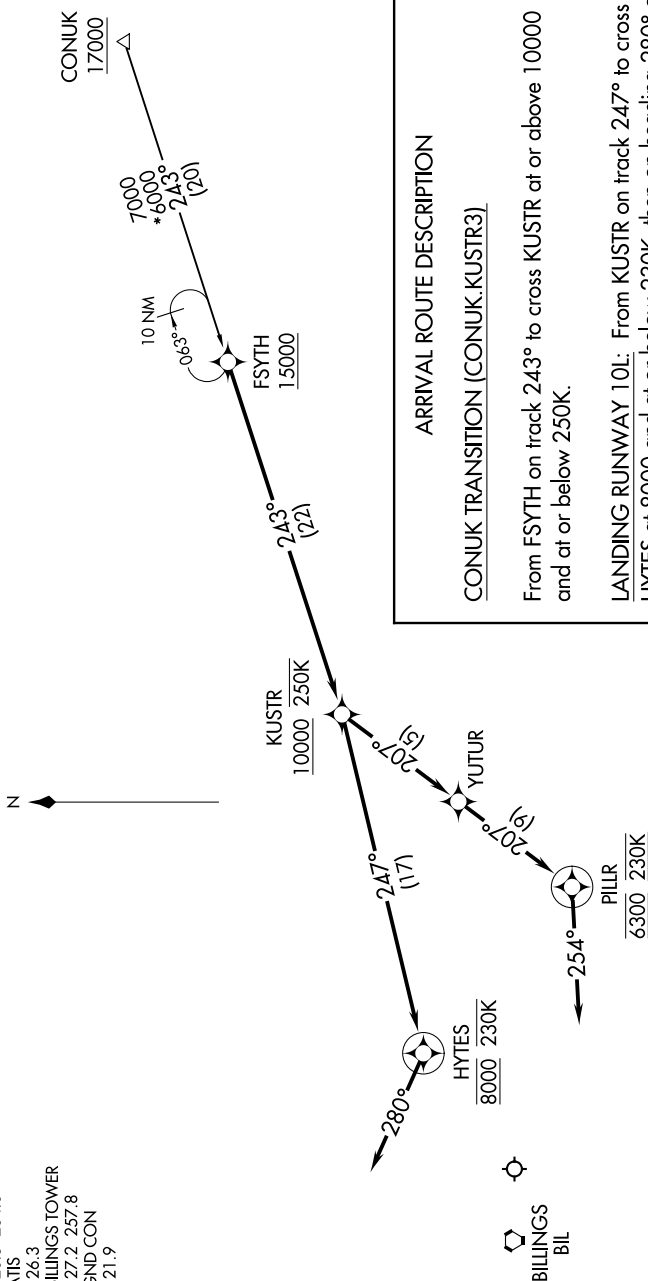 ATIS
26.3
ILLINGS TOWER
27.2 257.8
GND CON
21.9
N
CONUK
17000
7000
*6000
243°
(20)
10 NM
063°
FSYTH
15000
243°
(22)
KUSTR
10000 250K
247°
(17)
207°
(5)
YUTUR
207°
(9)
PILLR
6300 230K
254°
HYTES
8000 230K
280°
BILLINGS
BIL
ARRIVAL ROUTE DESCRIPTION
CONUK TRANSITION (CONUK.KUSTR3)
From FSYTH on track 243° to cross KUSTR at or above 10000
and at or below 250K.
LANDING RUNWAY 10L: From KUSTR on track 247° to cross
HYTES at 8000 and at or below 230K, then on heading 280°